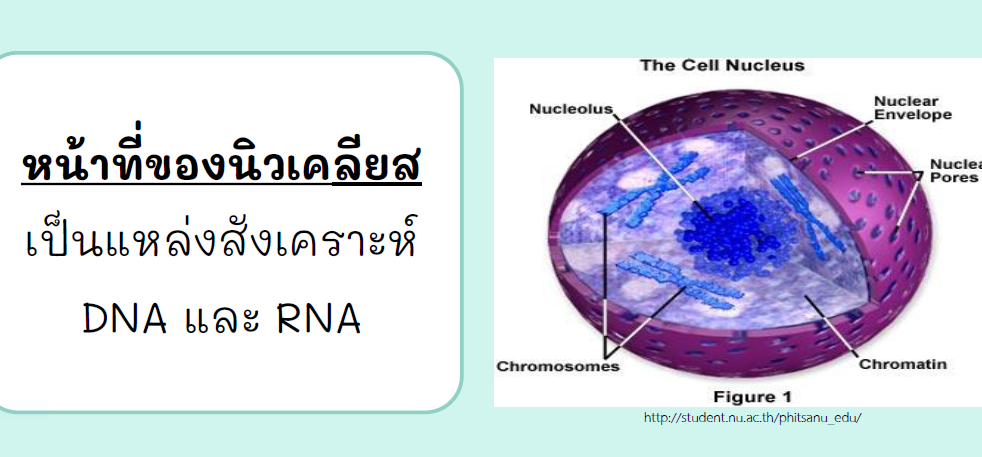 หน้าที่ของนิวเคลียส
เป็นแหล่งสังเคราะห์
DNA และ RNA
The Cell Nucleus
Nucleolus
Nuclear
Envelope
Nuclea
Pores
Chromosomes
Chromatin
Figure 1
http://student.nu.ac.th/phitsanu_edu/